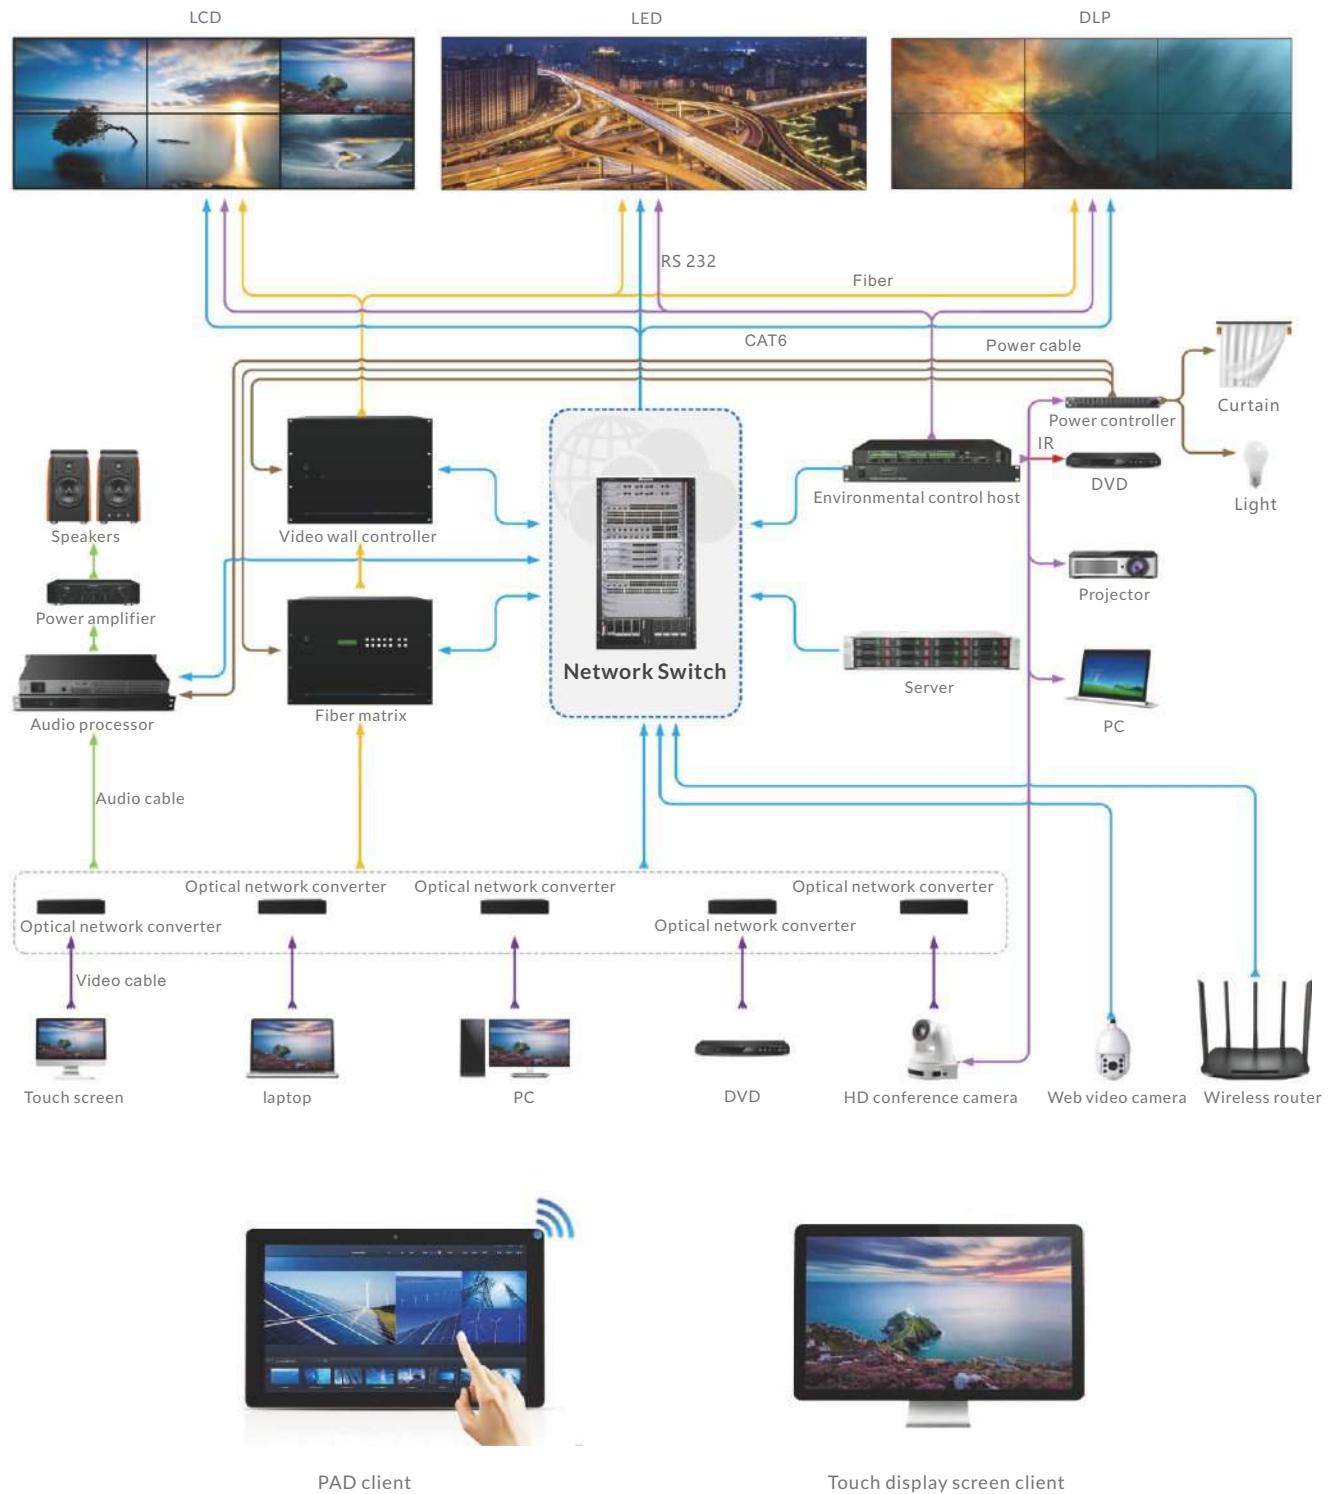 LCD
LED
DLP
RS 232
Fiber
CAT6
Power cable
Curtain
Power controller
IR
DVD
Light
Environmental control host
Speakers
Video wall controller
Projector
Power amplifier
Network Switch
Server
Audio processor
Fiber matrix
PC
Audio cable
Optical network converter
Optical network converter
Optical network converter
Optical network converter
Optical network converter
Video cable
Touch screen
laptop
PC
DVD
HD conference camera
Web video camera
Wireless router
PAD client
Touch display screen client